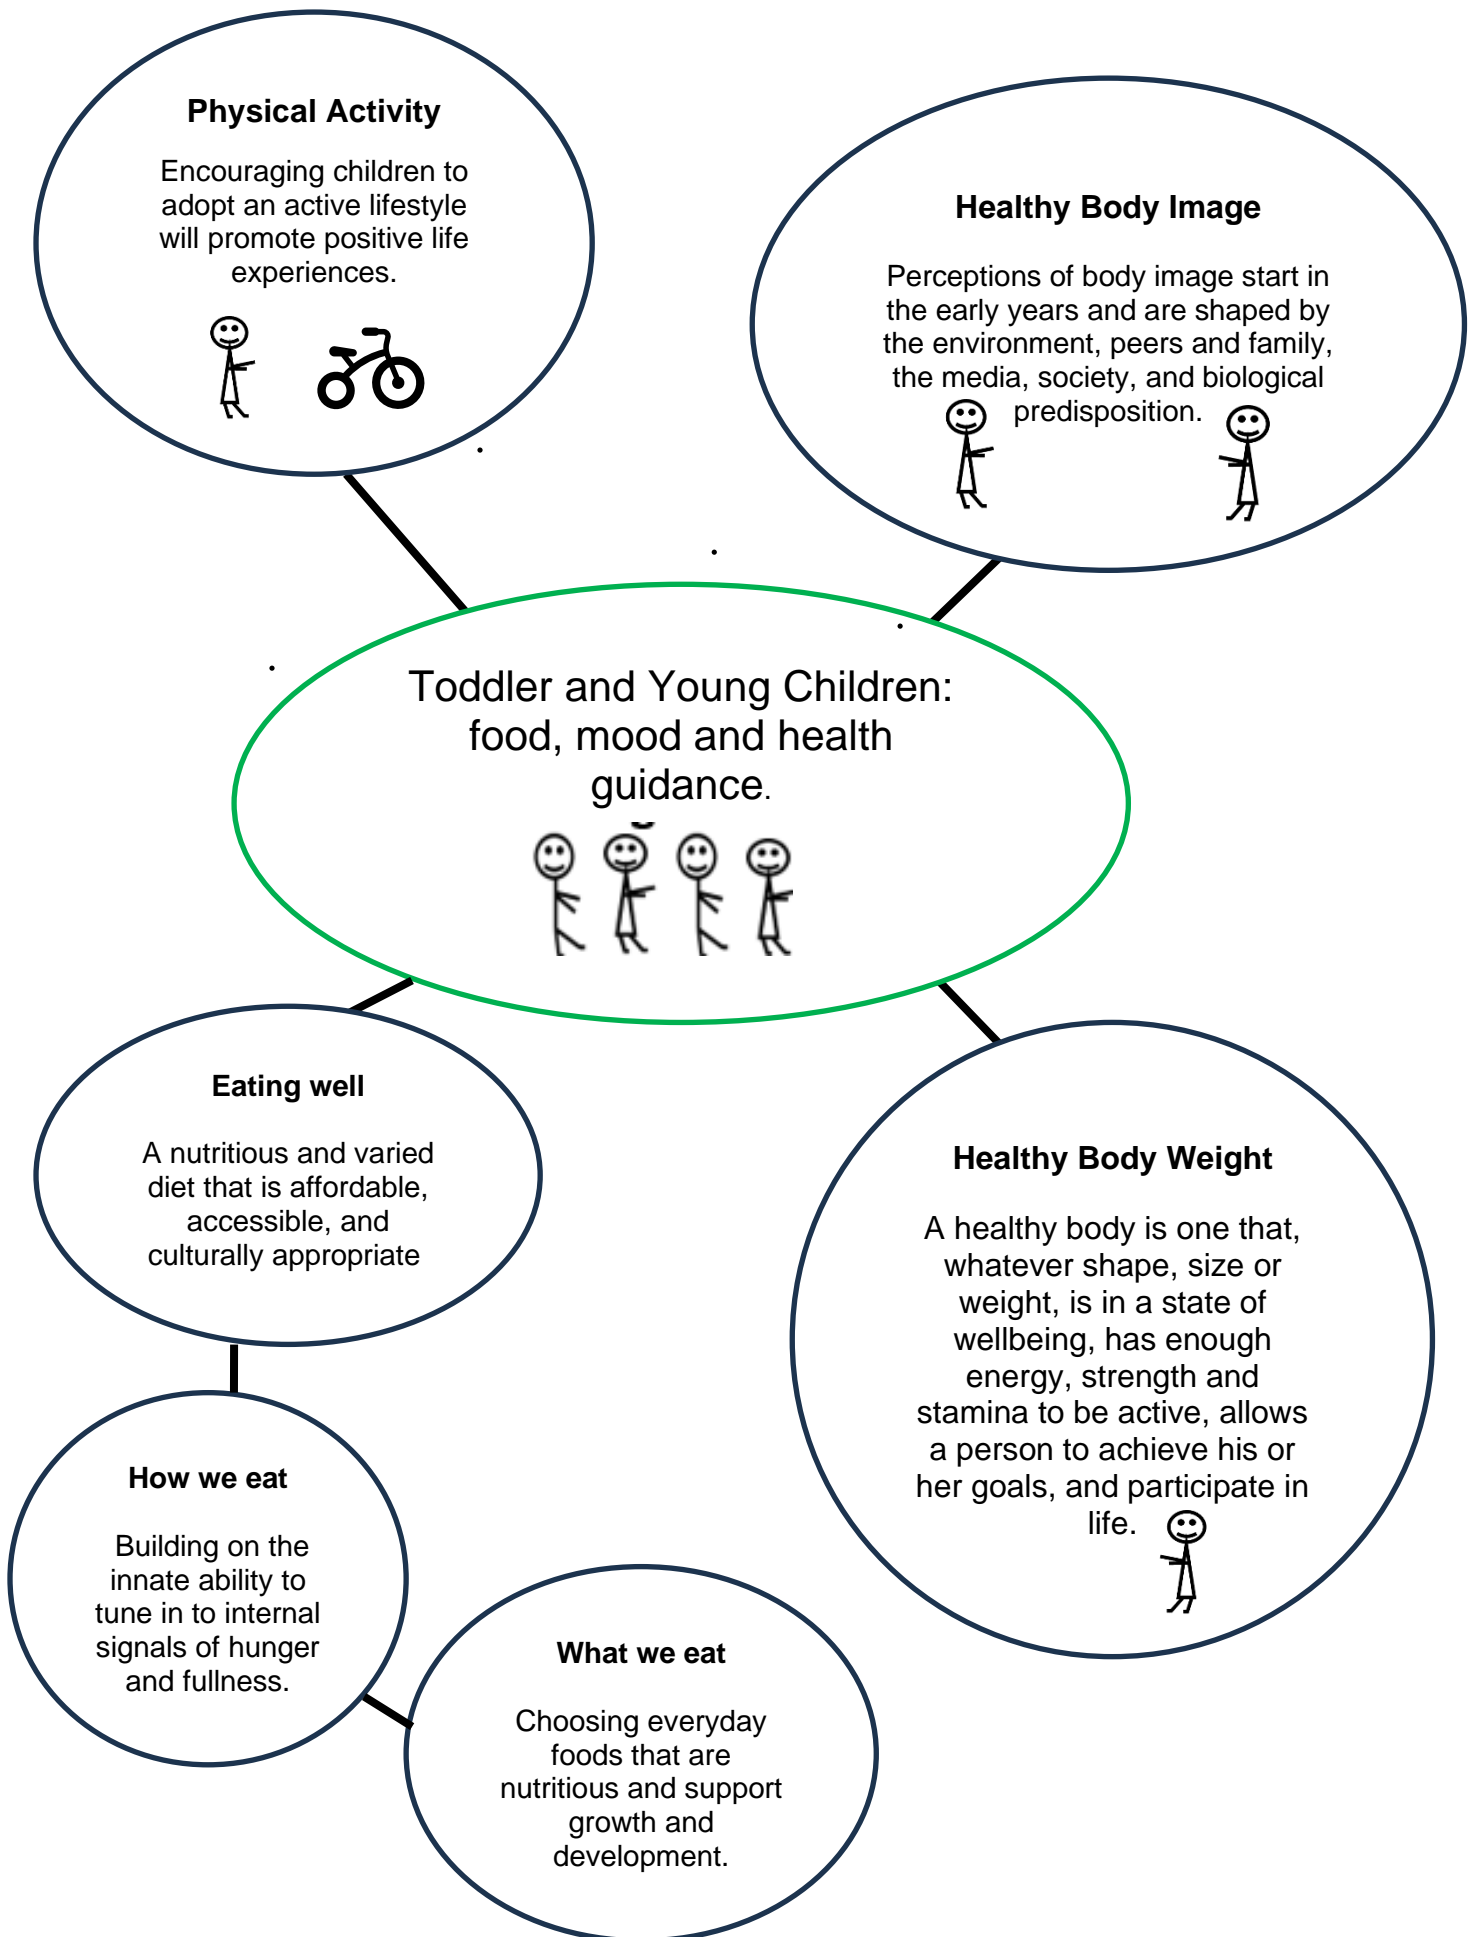 Physical Activity
Encouraging children to
adopt an active lifestyle
will promote positive life
experiences.
Healthy Body Image
Perceptions of body image start in
the early years and are shaped by
the environment, peers and family,
the media, society, and biological
predisposition.
Toddler and Young Children:
food, mood and health
guidance.
Eating well
A nutritious and varied
diet that is affordable,
accessible, and
culturally appropriate
Healthy Body Weight
A healthy body is one that,
whatever shape, size or
weight, is in a state of
wellbeing, has enough
energy, strength and
stamina to be active, allows
a person to achieve his or
her goals, and participate in
life.
How we eat
Building on the
innate ability to
tune in to internal
signals of hunger
and fullness.
What we eat
Choosing everyday
foods that are
nutritious and support
growth and
development.